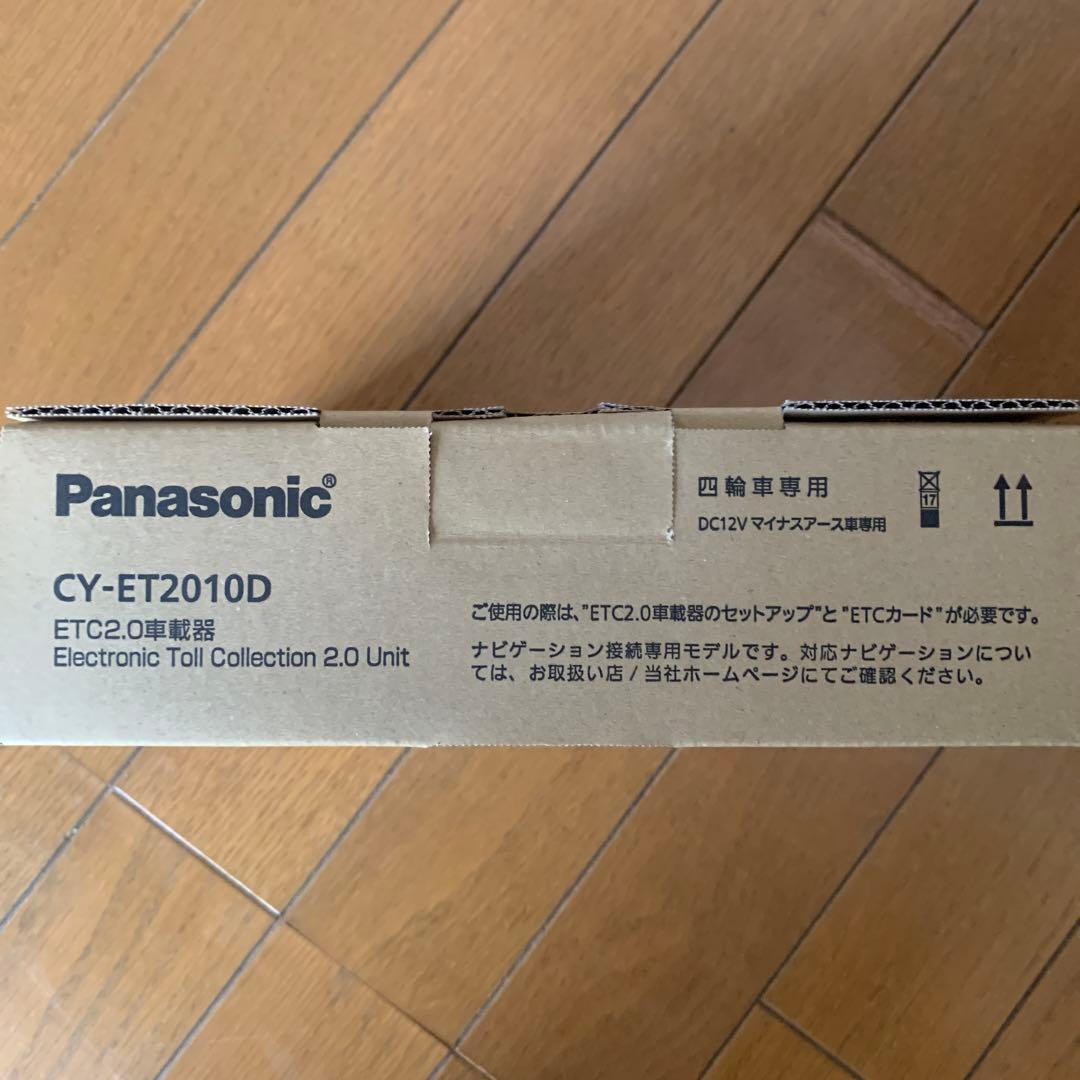 Panasonic®
CY-ET2010D
ETC2.0車載器
Electronic Toll Collection 2.0 Unit
四輪車専用
DC12V マイナスアース車専用
17
ご使用の際は、"ETC2.0車載器のセットアップ"と"ETCカード"が必要です。
ナビゲーション接続専用モデルです。対応ナビゲーションについ
ては、お取扱い店/当社ホームページにてご確認ください。